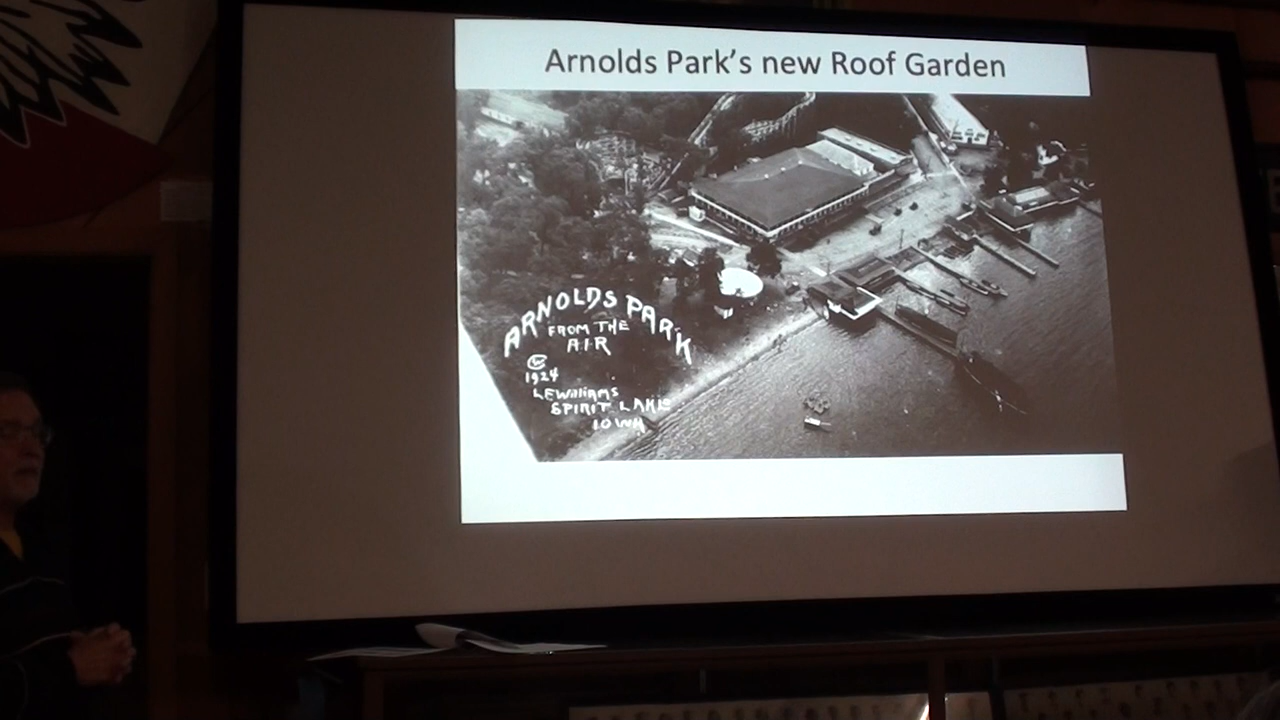 Arnolds Park's new Roof Garden
ARNOLDS PARK
FROM THE
AIR
1924
LEWilliams
SPIRIT LAKE
IOWA